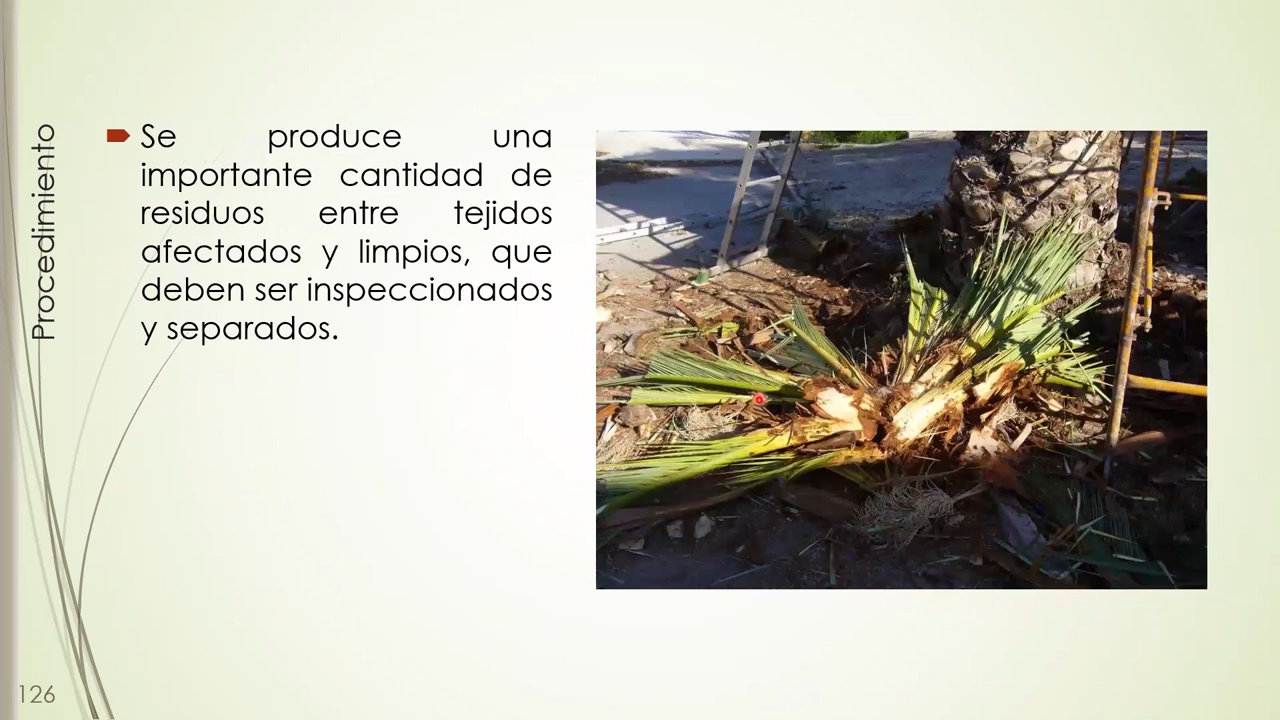 Procedimiento
Se produce una
importante cantidad de
residuos entre tejidos
afectados y limpios, que
deben ser inspeccionados
y separados.
126